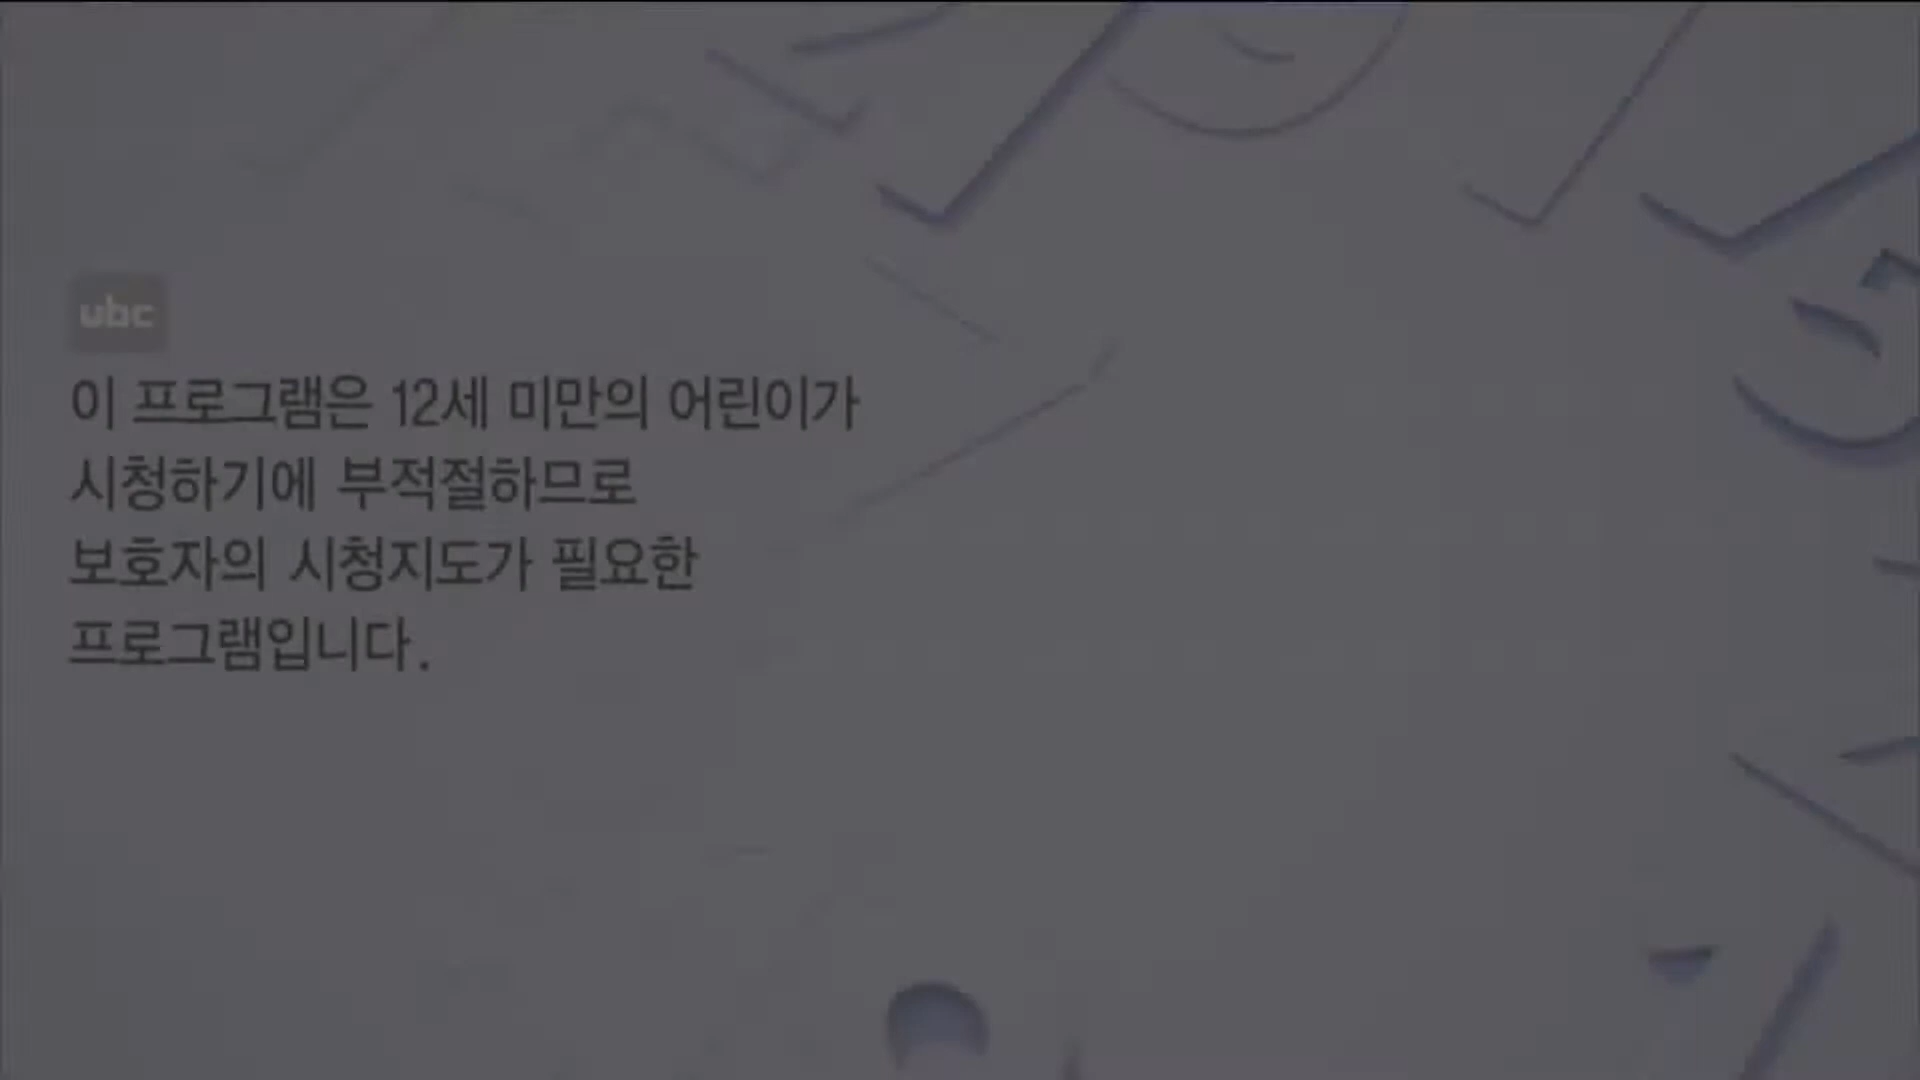 ubc
이 프로그램은 12세 미만의 어린이가
시청하기에 부적절하므로
보호자의 시청지도가 필요한
프로그램입니다.